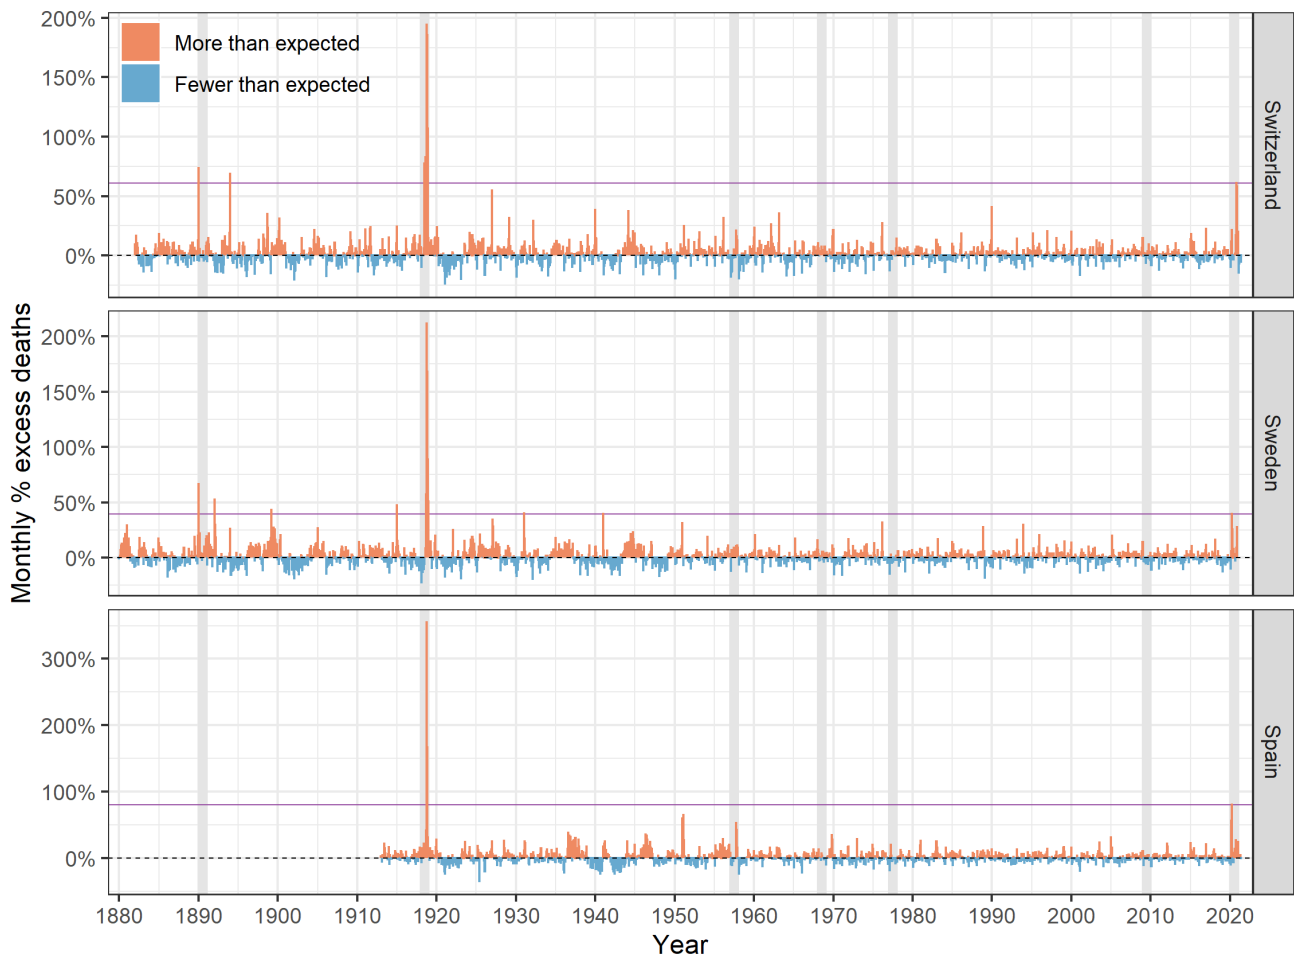 More than expected
Fewer than expected
200%
150%
100%
50%
0%
Switzerland
200%
150%
100%
50%
0%
Sweden
300%
200%
100%
0%
Spain
Monthly % excess deaths
1880 1890 1900 1910 1920 1930 1940 1950 1960 1970 1980 1990 2000 2010 2020
Year